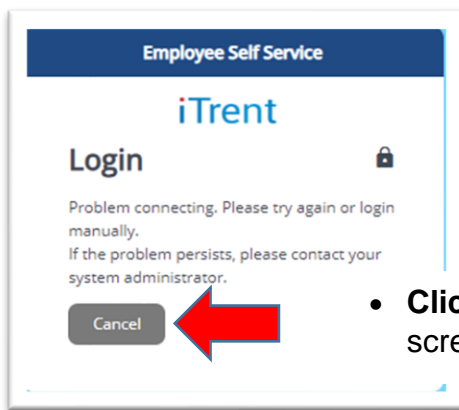 Employee Self Service
iTrent
Login
Problem connecting. Please try again or login
manually.
If the problem persists, please contact your
system administrator.
Cancel